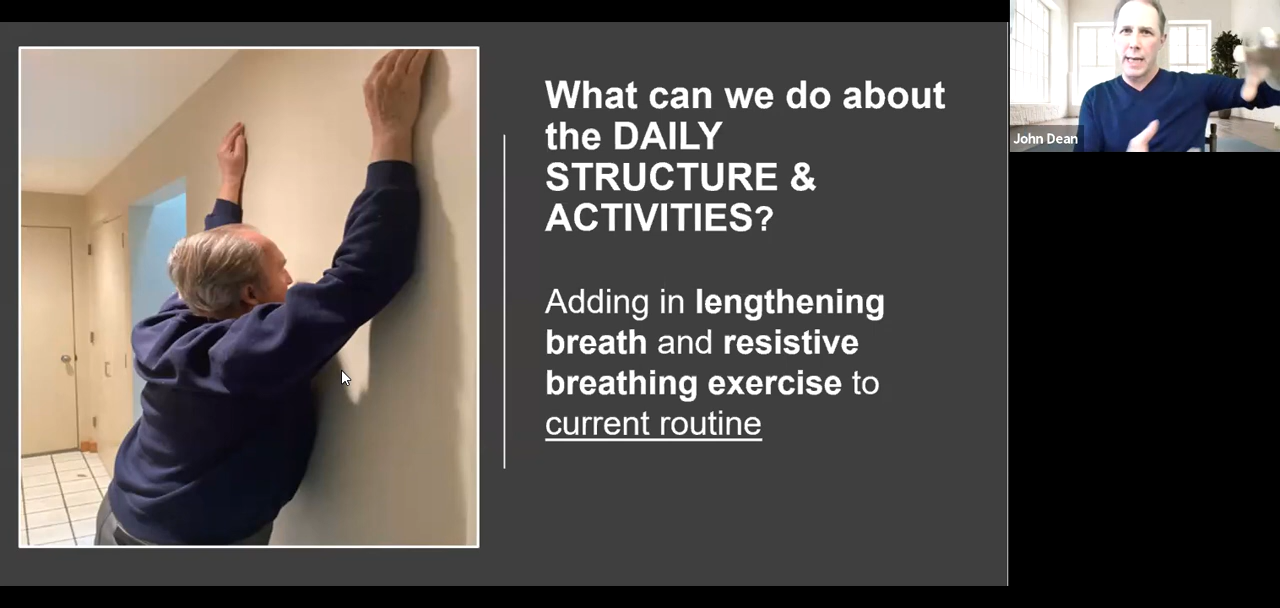 What can we do about
the DAILY
STRUCTURE &
ACTIVITIES?
Adding in lengthening
breath and resistive
breathing exercise to
current routine
John Dean